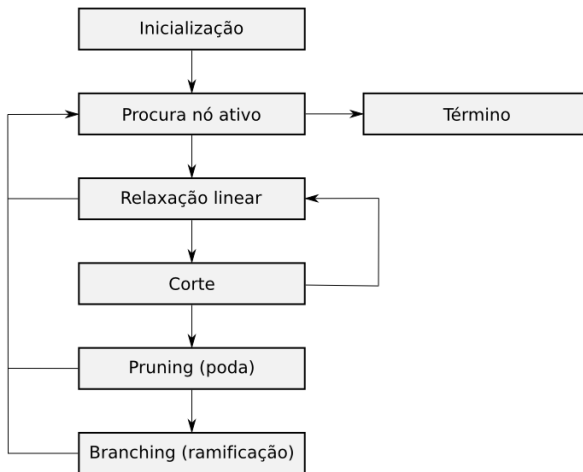 Inicialização
Procura nó ativo
Término
Relaxação linear
Corte
Pruning (poda)
Branching (ramificação)